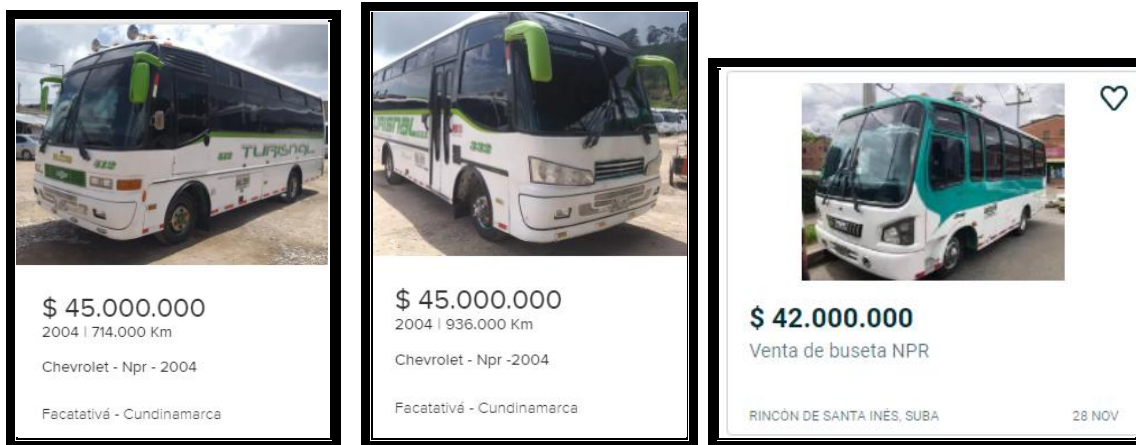 TURISNAL
$ 45.000.000
2004 | 714.000 Km
Chevrolet - Npr - 2004
Facatativá - Cundinamarca
332
$ 45.000.000
2004 | 936.000 Km
Chevrolet - Npr -2004
Facatativá - Cundinamarca
$ 42.000.000
Venta de buseta NPR
RINCÓN DE SANTA INÉS, SUBA
28 NOV